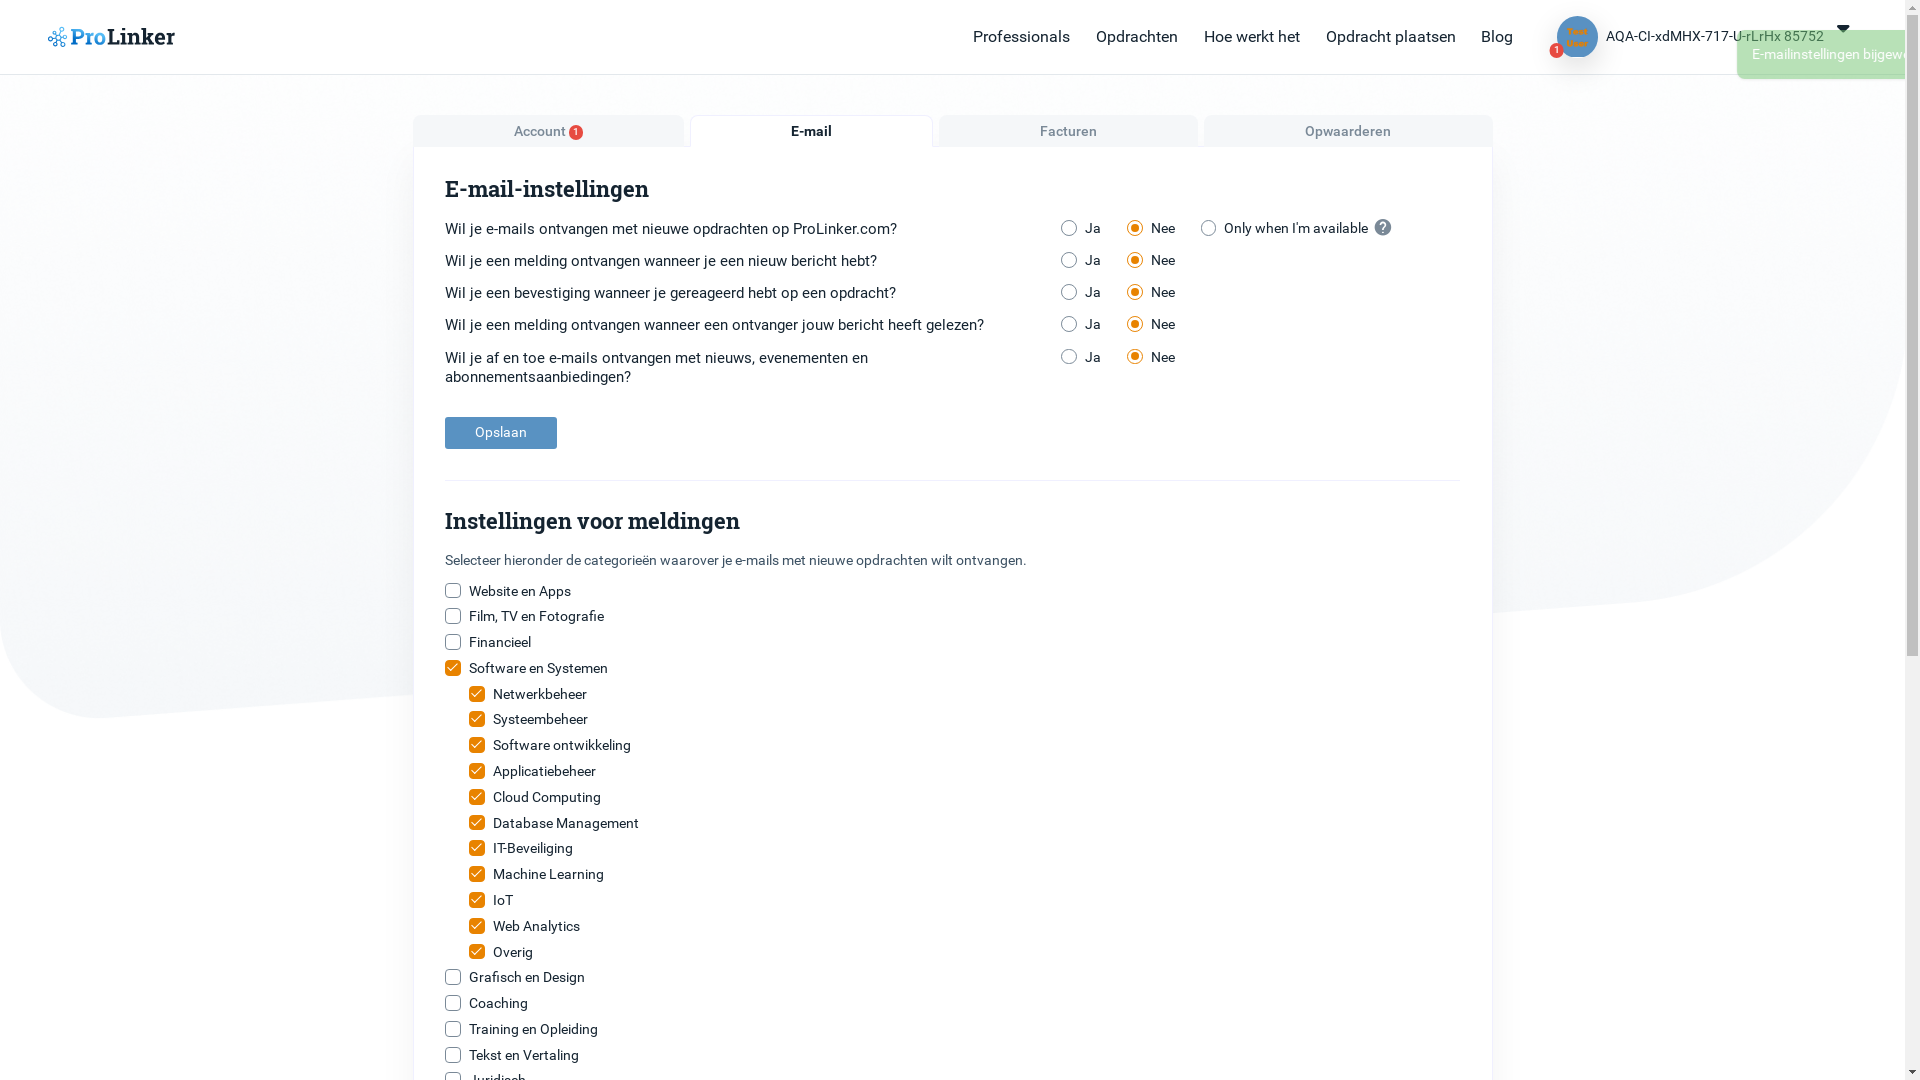 ProLinker
Professionals
Opdrachten
Hoe werkt het
Opdracht plaatsen
Blog
1
AQA-CI-xdMHX-717-U-rLrHx 85752
E-mailinstellingen
Account 1
E-mail
Facturen
Opwaarderen
E-mail-instellingen
Wil je e-mails ontvangen met nieuwe opdrachten op ProLinker.com? Ja Nee Only when I'm available ?
Wil je een melding ontvangen wanneer je een nieuw bericht hebt? Ja Nee
Wil je een bevestiging wanneer je gereageerd hebt op een opdracht? Ja Nee
Wil je een melding ontvangen wanneer een ontvanger jouw bericht heeft gelezen? Ja Nee
Wil je af en toe e-mails ontvangen met nieuws, evenementen en Ja Nee
abonnementsaanbiedingen?
Opslaan
Instellingen voor meldingen
Selecteer hieronder de categorieën waarover je e-mails met nieuwe opdrachten wilt ontvangen.
Website en Apps
Film, TV en Fotografie
Financieel
Software en Systemen
Netwerkbeheer
Systeembeheer
Software ontwikkeling
Applicatiebeheer
Cloud Computing
Database Management
IT-Beveiliging
Machine Learning
IoT
Web Analytics
Overig
Grafisch en Design
Coaching
Training en Opleiding
Tekst en Vertaling
Juridisch